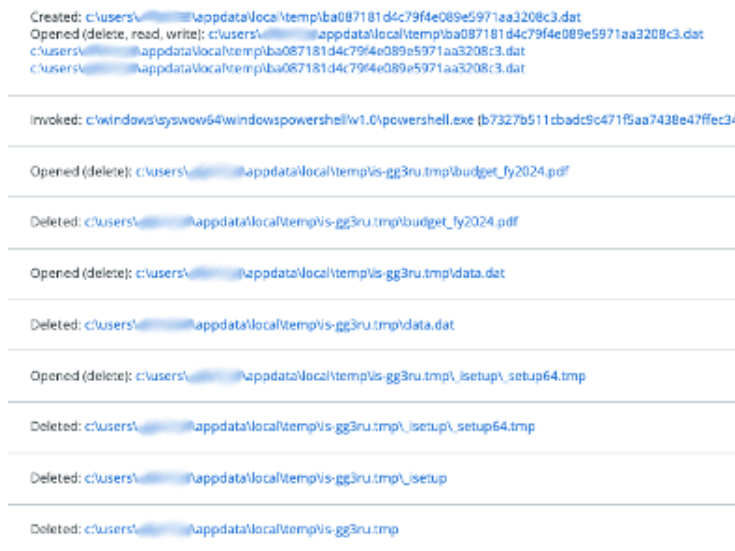 Created: c:\users\ \appdata\local\temp\ba087181d4c79f4e089e5971aa3208c3.dat
Opened (delete, read, write): c:\users\ \appdata\local\temp\ba087181d4c79f4e089e5971aa3208c3.dat
c:\users\ \appdata\local\temp\ba087181d4c79f4e089e5971aa3208c3.dat
c:\users\ \appdata\local\temp\ba087181d4c79f4e089e5971aa3208c3.dat
Invoked: c:\windows\syswow64\windowspowershell\v1.0\powershell.exe (b7327b511cbadc9c471f5aa7438e47ffec34
Opened (delete): c:\users\ \appdata\local\temp\is-gg3ru.tmp\budget_fy2024.pdf
Deleted: c:\users\ \appdata\local\temp\is-gg3ru.tmp\budget_fy2024.pdf
Opened (delete): c:\users\ \appdata\local\temp\is-gg3ru.tmp\data.dat
Deleted: c:\users\ \appdata\local\temp\is-gg3ru.tmp\data.dat
Opened (delete): c:\users\ \appdata\local\temp\is-gg3ru.tmp\_isetup\_setup64.tmp
Deleted: c:\users\ \appdata\local\temp\is-gg3ru.tmp\_isetup\_setup64.tmp
Deleted: c:\users\ \appdata\local\temp\is-gg3ru.tmp\_isetup
Deleted: c:\users\ \appdata\local\temp\is-gg3ru.tmp